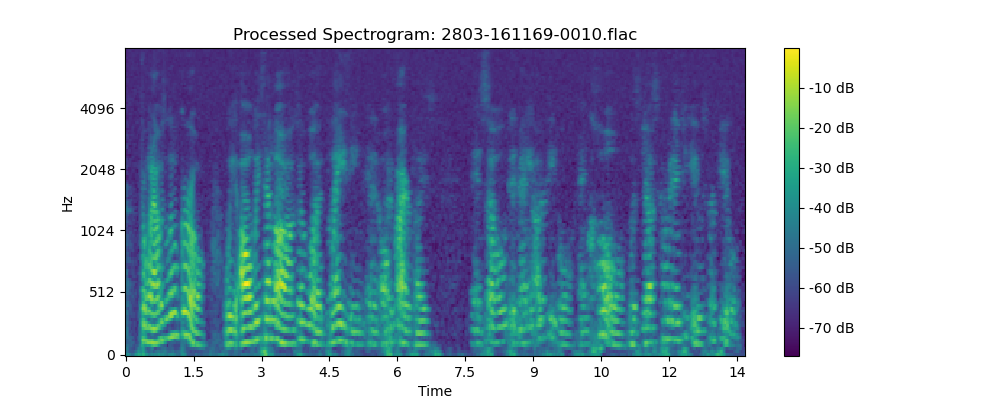 Processed Spectrogram: 2803-161169-0010.flac
Hz
4096
2048
1024
512
0
0 1.5 3 4.5 6 7.5 9 10 12 14
Time
-10 dB
-20 dB
-30 dB
-40 dB
-50 dB
-60 dB
-70 dB